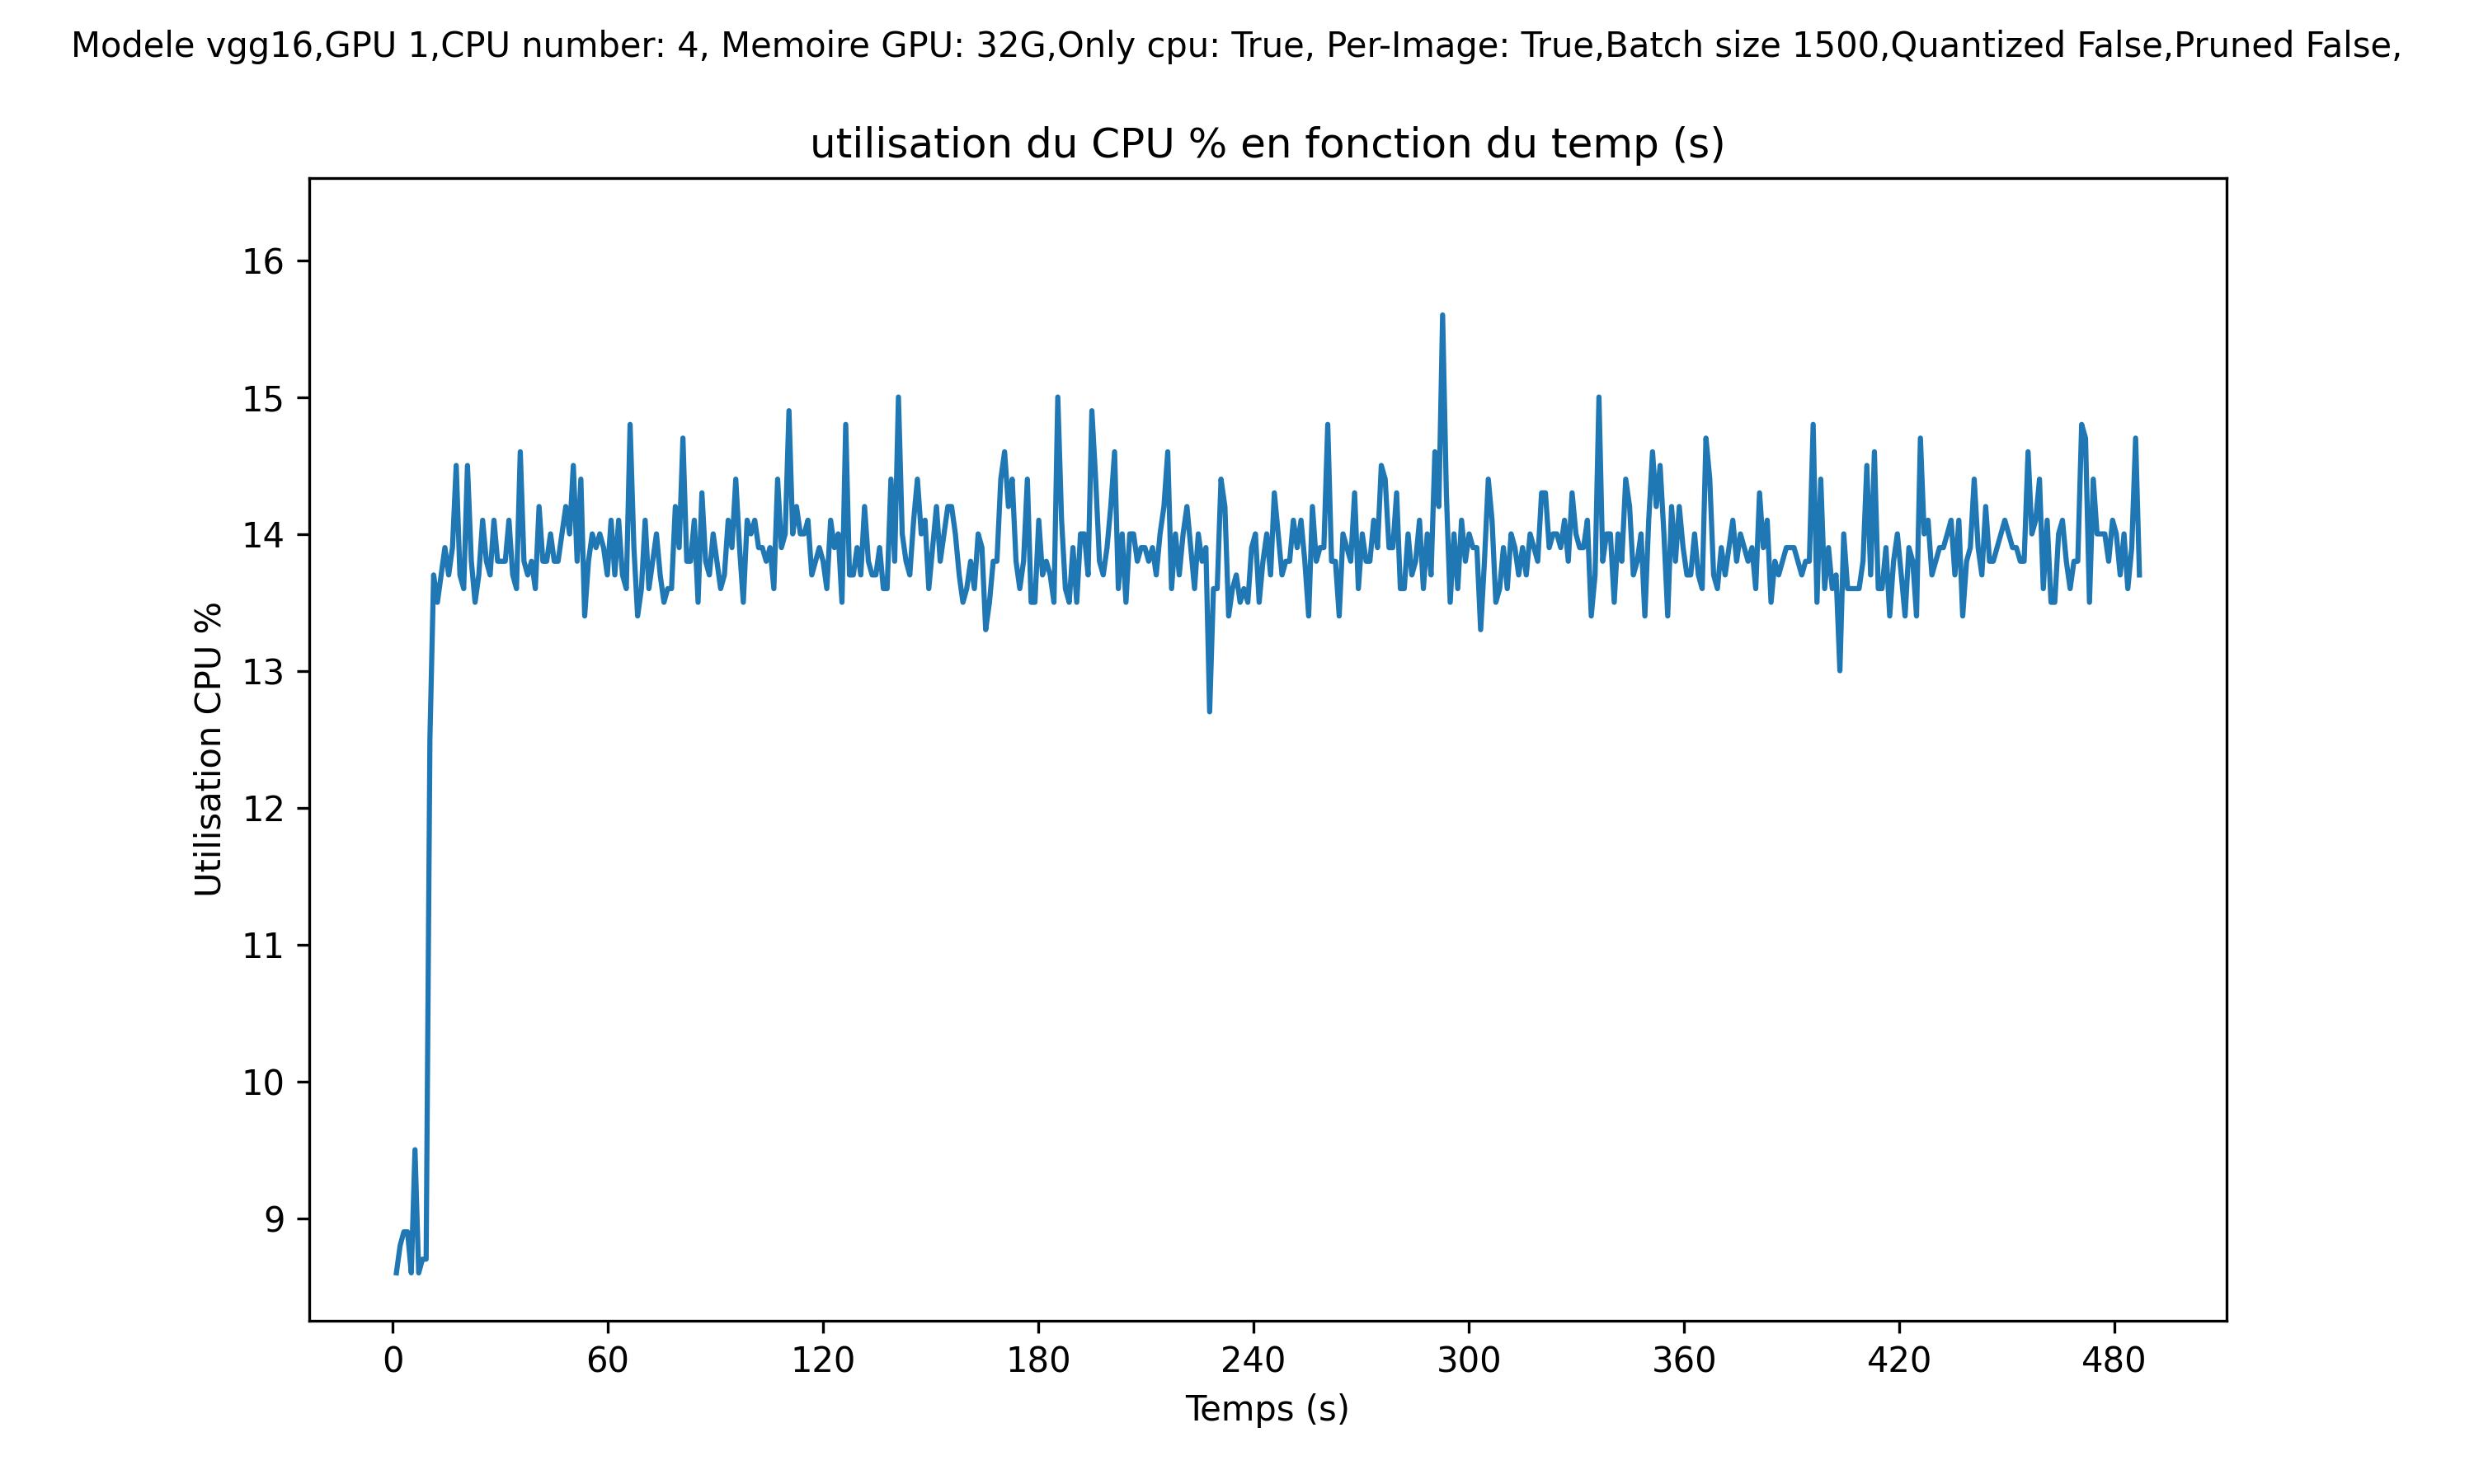 Modele vgg16,GPU 1,CPU number: 4, Memoire GPU: 32G,Only cpu: True, Per-Image: True,Batch size 1500,Quantized False,Pruned False,
utilisation du CPU % en fonction du temp (s)
16
15
14
13
12
11
10
9
Utilisation CPU %
0 60 120 180 240 300 360 420 480
Temps (s)